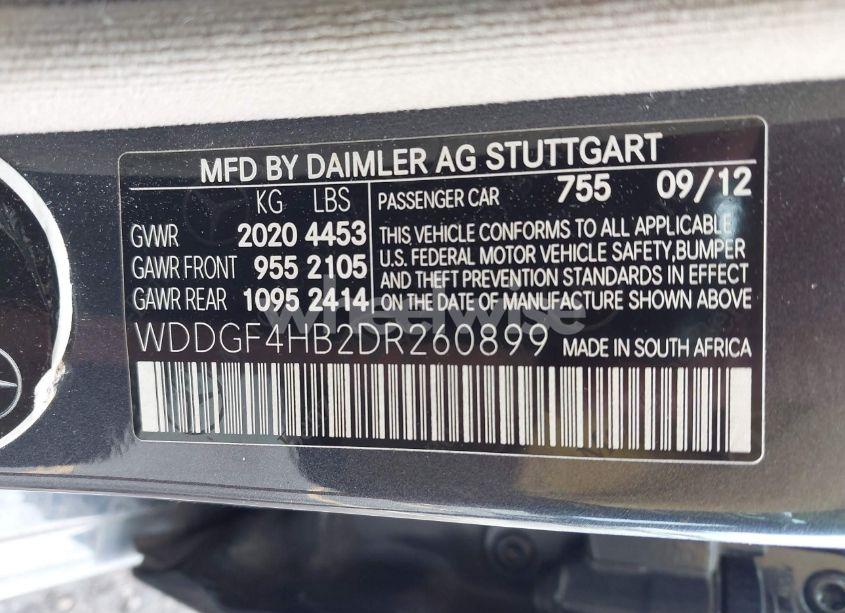 MFD BY DAIMLER AG STUTTGART
KG LBS
GVWR 2020 4453
GAWR FRONT 955 2105
GAWR REAR 1095 2414
PASSENGER CAR 755 09/12
THIS VEHICLE CONFORMS TO ALL APPLICABLE
U.S. FEDERAL MOTOR VEHICLE SAFETY,BUMPER
AND THEFT PREVENTION STANDARDS IN EFFECT
ON THE DATE OF MANUFACTURE SHOWN ABOVE
wheelwise
WDDGF4HB2DR260899 MADE IN SOUTH AFRICA